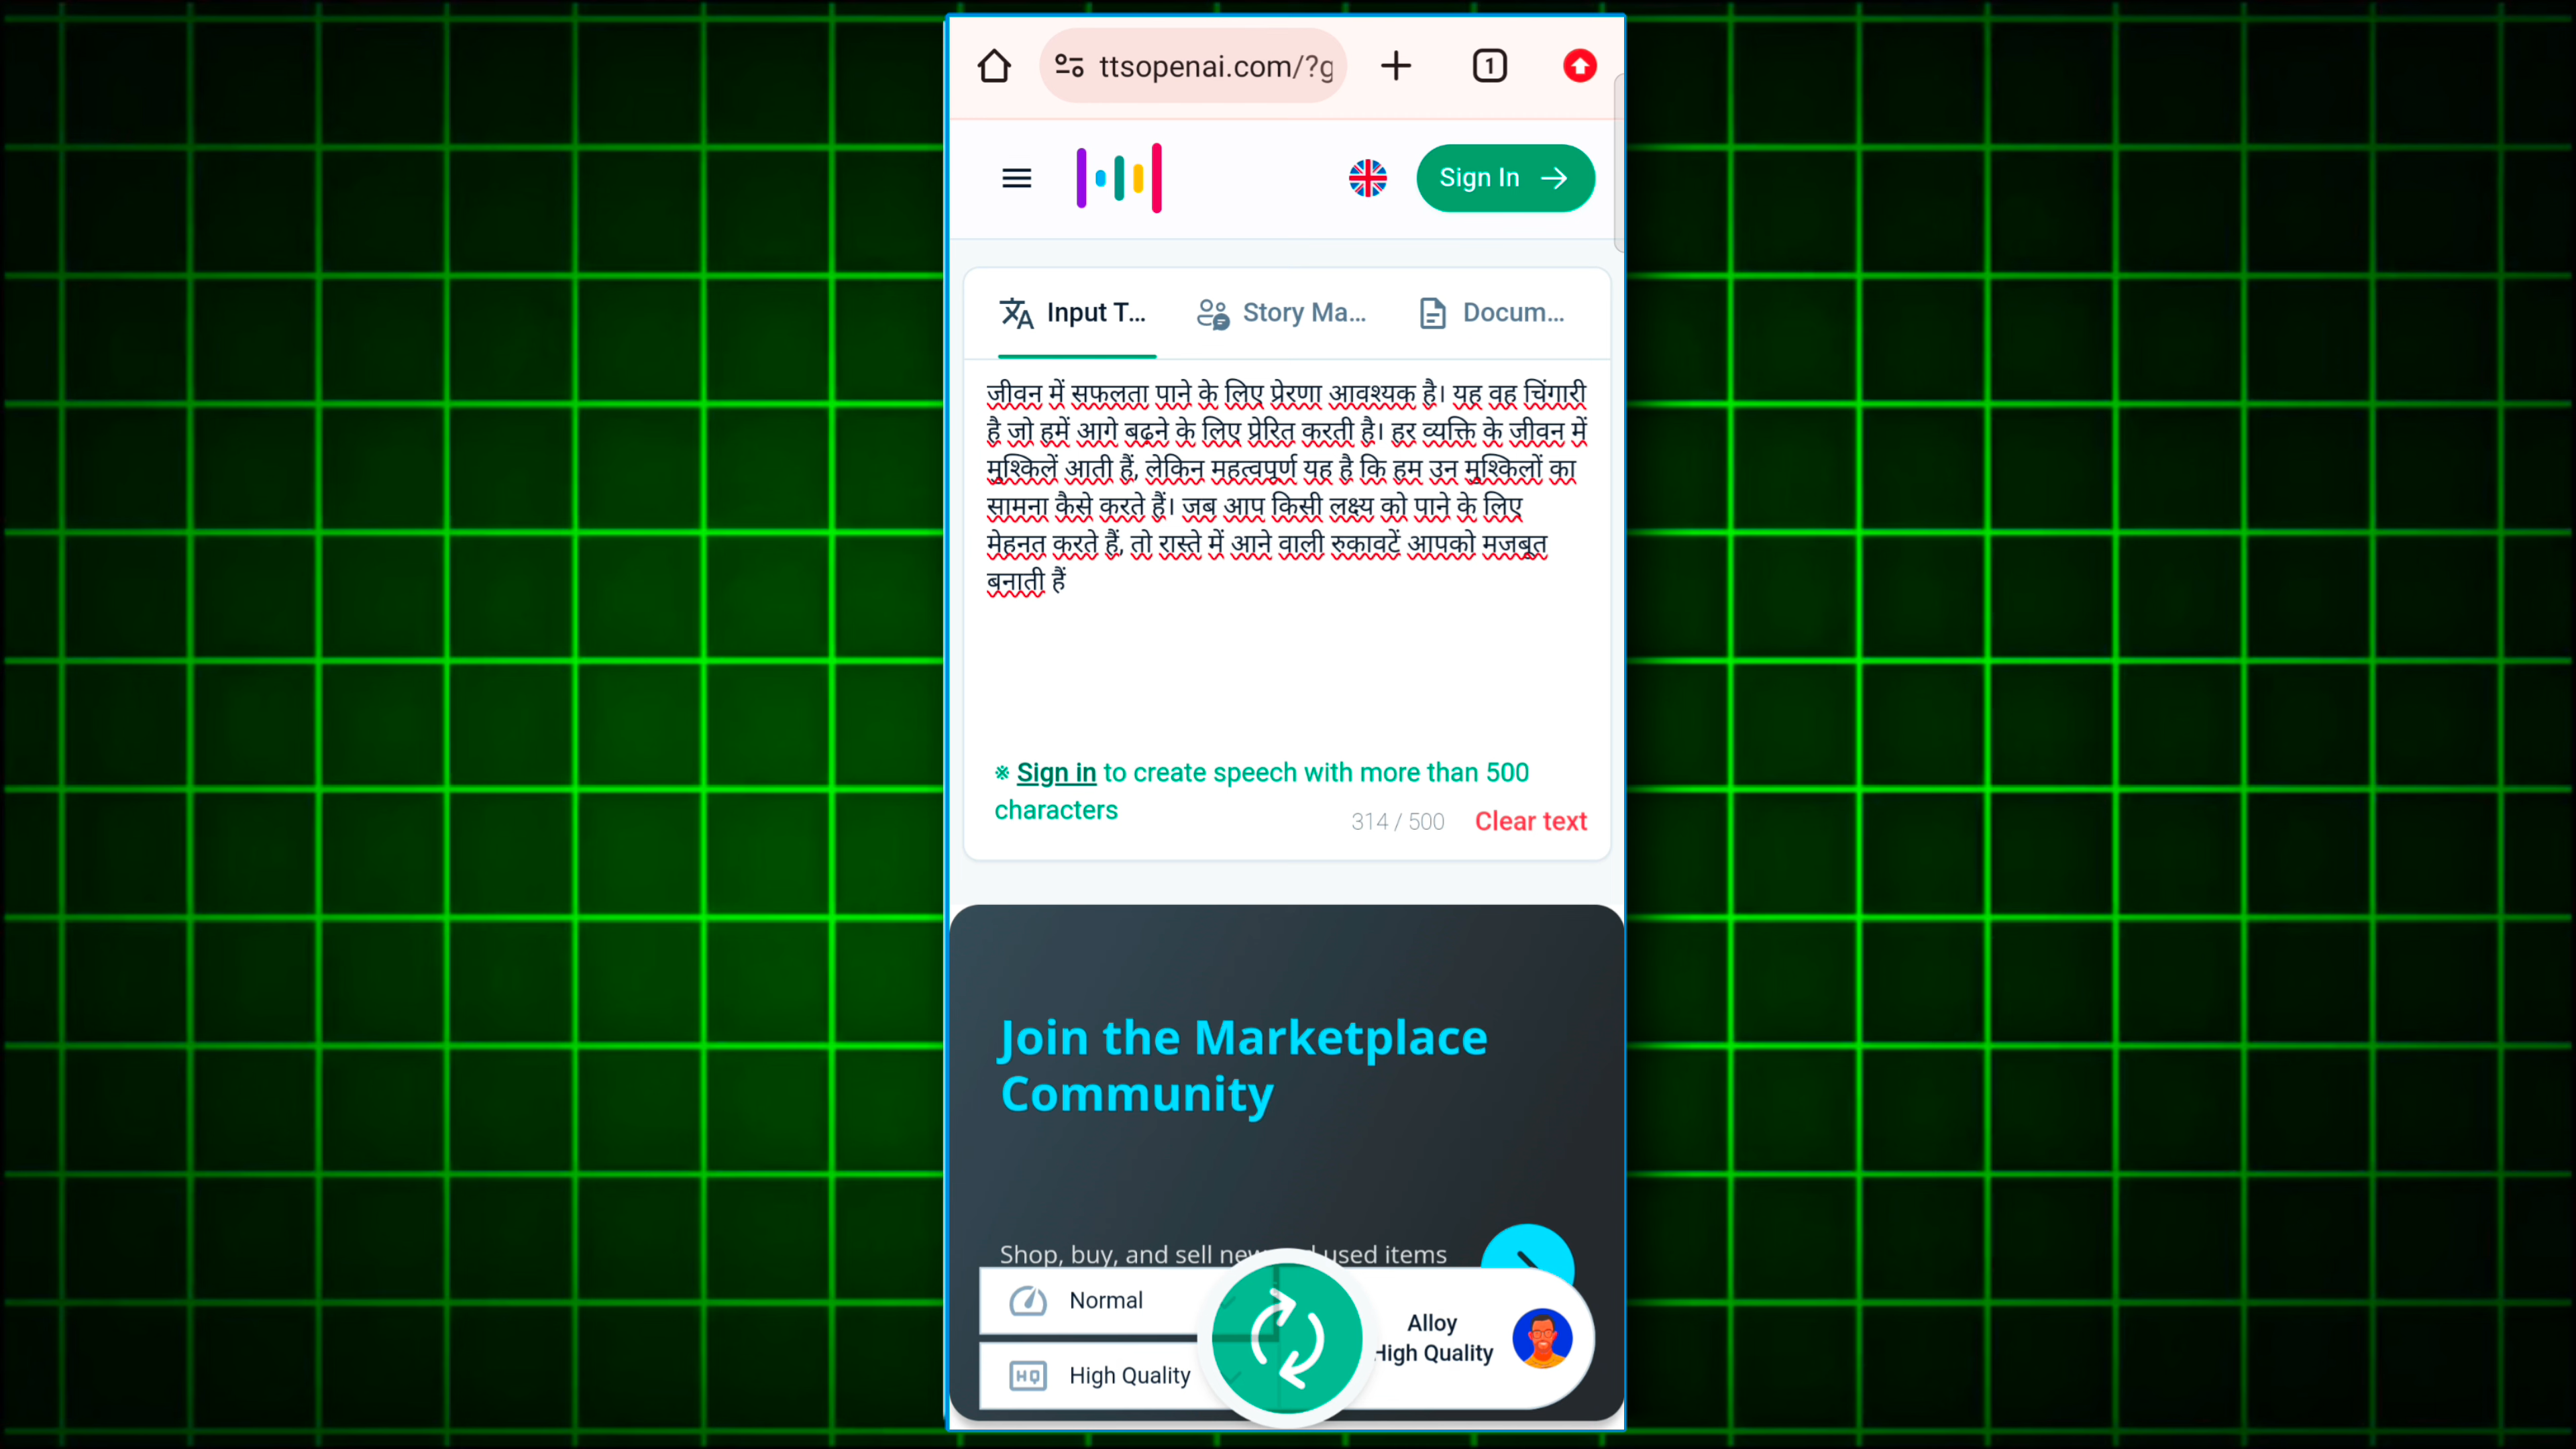 ttsopenai.com/?g
1
Sign In
Input T...
Story Ma...
Docum...
जीवन में सफलता पाने के लिए प्रेरणा आवश्यक है। यह वह चिंगारी
है जो हमें आगे बढ़ने के लिए प्रेरित करती है। हर व्यक्ति के जीवन में
मुश्किलें आती हैं, लेकिन महत्वपूर्ण यह है कि हम उन मुश्किलों का
सामना कैसे करते हैं। जब आप किसी लक्ष्य को पाने के लिए
मेहनत करते हैं, तो रास्ते में आने वाली रुकावटें आपको मजबूत
बनाती हैं
※ Sign in to create speech with more than 500
characters
314 / 500
Clear text
Join the Marketplace
Community
Shop, buy, and sell used items
Normal
Alloy
High Quality
HQ High Quality